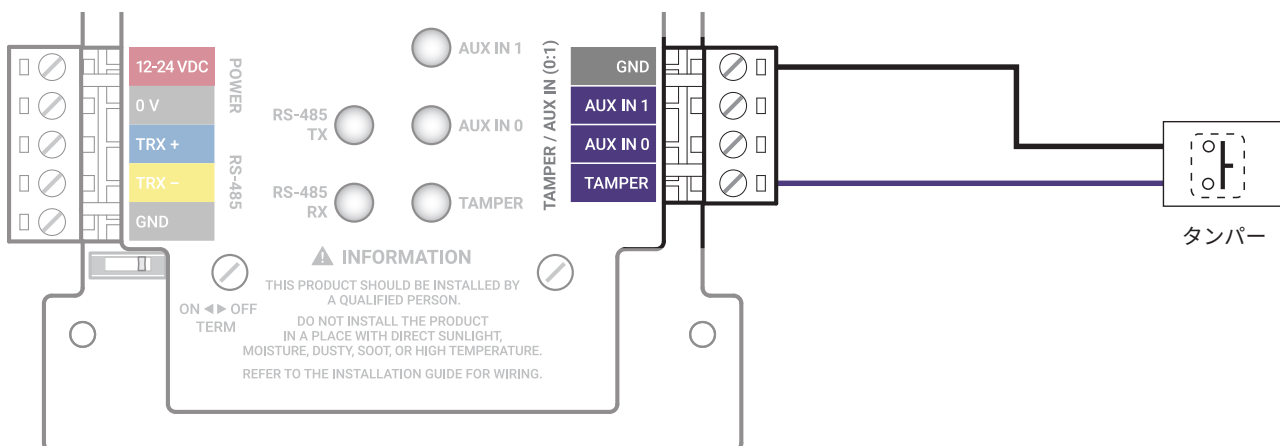 12-24 VDC
0 V
TRX +
TRX −
GND
POWER
RS-485
AUX IN 1
RS-485
TX
AUX IN 0
RS-485
RX
TAMPER
TAMPER / AUX IN (0:1)
GND
AUX IN 1
AUX IN 0
TAMPER
タンパー
ON ◀▶ OFF
TERM
⚠ INFORMATION
THIS PRODUCT SHOULD BE INSTALLED BY
A QUALIFIED PERSON.
DO NOT INSTALL THE PRODUCT
IN A PLACE WITH DIRECT SUNLIGHT,
MOISTURE, DUSTY, SOOT, OR HIGH TEMPERATURE.
REFER TO THE INSTALLATION GUIDE FOR WIRING.